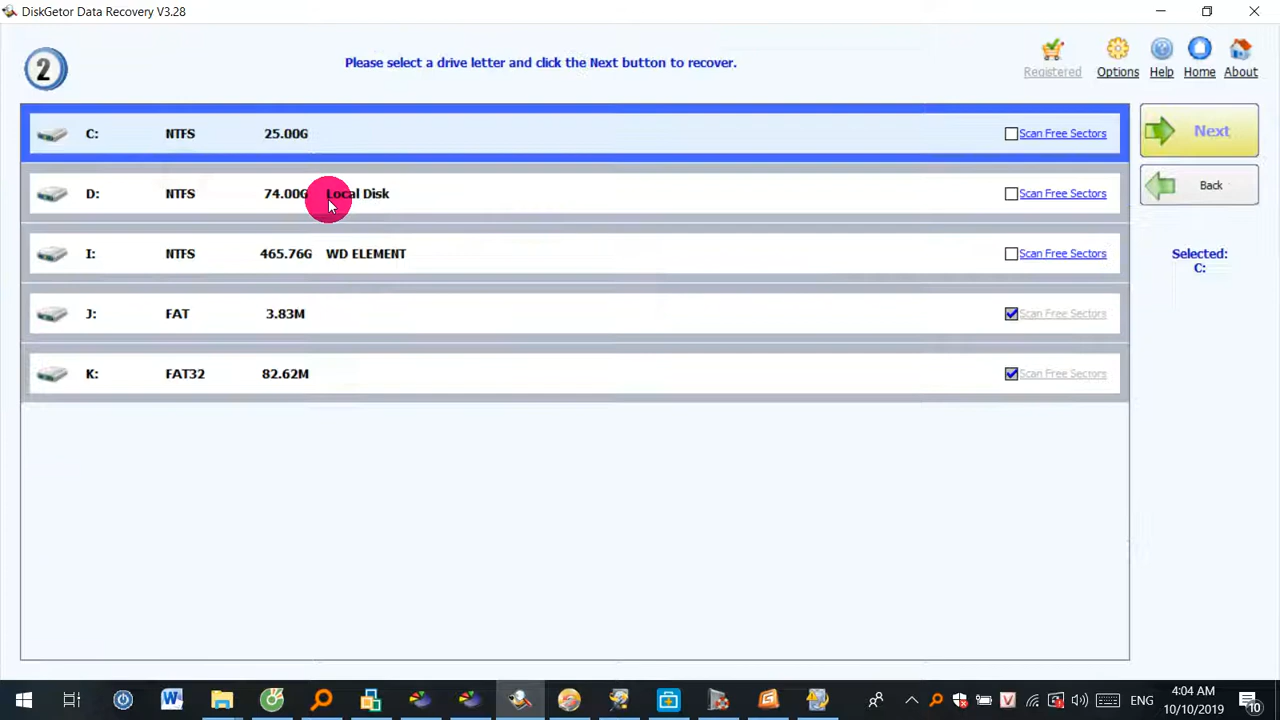 DiskGetor Data Recovery V3.28
2
Please select a drive letter and click the Next button to recover.
Registered Options Help Home About
C: NTFS 25.00G Scan Free Sectors
D: NTFS 74.00G Local Disk Scan Free Sectors
I: NTFS 465.76G WD ELEMENT Scan Free Sectors
J: FAT 3.83M Scan Free Sectors
K: FAT32 82.62M Scan Free Sectors
Next
Back
Selected:
C:
ENG
4:04 AM
10/10/2019
10